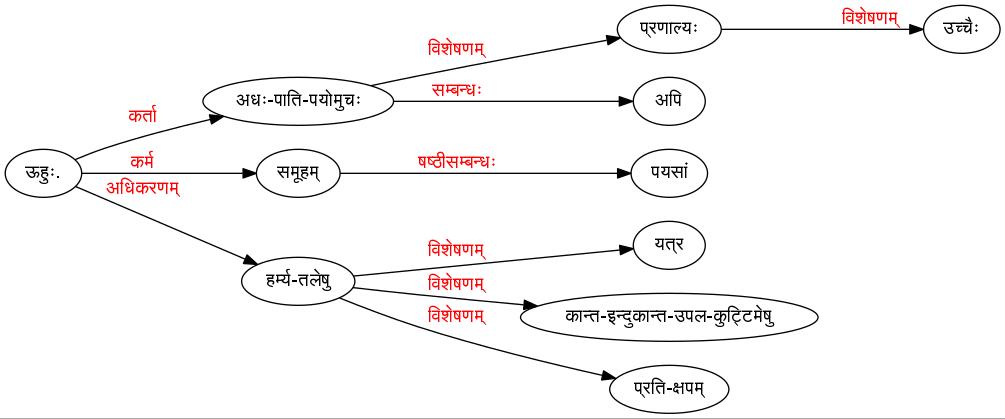 विशेषणम्
प्रणाल्यः
उच्चैः
विशेषणम्
सम्बन्धः
अधः-पाति-पयोमुचः
अपि
कर्ता
कर्म
षष्ठीसम्बन्धः
ऊहुः.
समूहम्
पयसां
अधिकरणम्
विशेषणम्
यत्र
हर्म्य-तलेषु
विशेषणम्
कान्त-इन्दुकान्त-उपल-कुट्टिमेषु
विशेषणम्
प्रति-क्षपम्